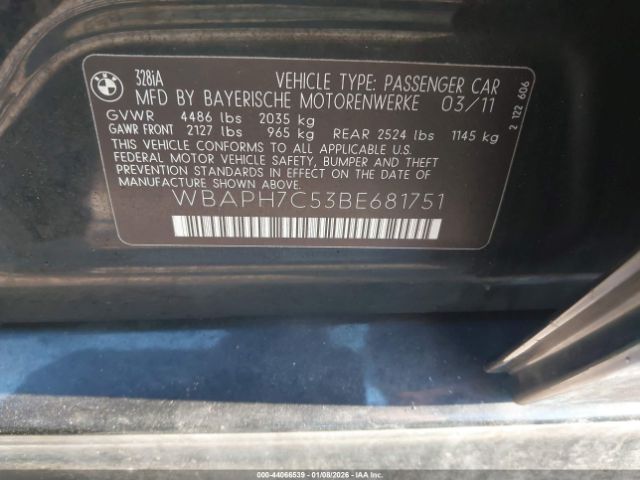 BMW
328iA
VEHICLE TYPE: PASSENGER CAR
MFD BY BAYERISCHE MOTORENWERKE 03/11
GVWR 4486 lbs 2035 kg
GAWR FRONT 2127 lbs 965 kg REAR 2524 lbs 1145 kg
THIS VEHICLE CONFORMS TO ALL APPLICABLE U.S.
FEDERAL MOTOR VEHICLE SAFETY, BUMPER AND THEFT
PREVENTION STANDARDS IN EFFECT ON THE DATE OF
MANUFACTURE SHOWN ABOVE.
WBAPH7C53BE681751
2 122 606
000-44066539 - 01/08/2026 - IAAI.COM